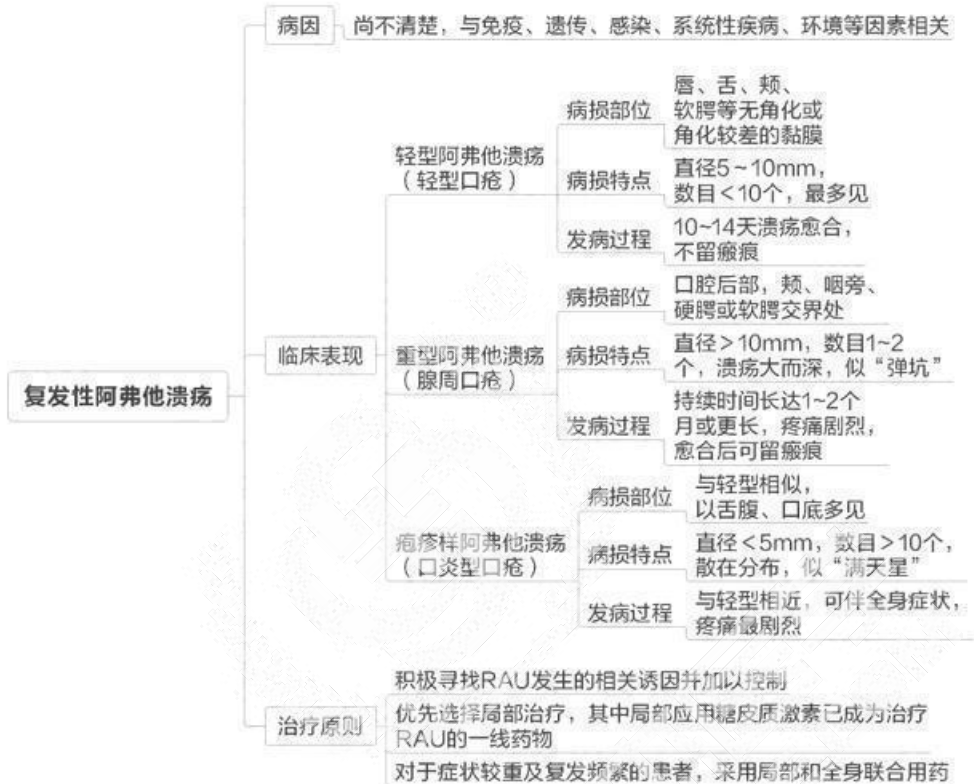 复发性阿弗他溃疡
病因
尚不清楚，与免疫、遗传、感染、系统性疾病、环境等因素相关
临床表现
轻型阿弗他溃疡
（轻型口疮）
病损部位
唇、舌、颊、
软腭等无角化或
角化较差的黏膜
病损特点
直径5~10mm，
数目<10个，最多见
发病过程
10~14天溃疡愈合，
不留瘢痕
重型阿弗他溃疡
（腺周口疮）
病损部位
口腔后部，颊、咽旁、
硬腭或软腭交界处
病损特点
直径>10mm，数目1~2
个，溃疡大而深，似“弹坑”
发病过程
持续时间长达1~2个
月或更长，疼痛剧烈，
愈合后可留瘢痕
疱疹样阿弗他溃疡
（口炎型口疮）
病损部位
与轻型相似，
以舌腹、口底多见
病损特点
直径<5mm，数目>10个，
散在分布，似“满天星”
发病过程
与轻型相近，可伴全身症状，
疼痛最剧烈
治疗原则
积极寻找RAU发生的相关诱因并加以控制
优先选择局部治疗，其中局部应用糖皮质激素已成为治疗
RAU的一线药物
对于症状较重及复发频繁的患者，采用局部和全身联合用药